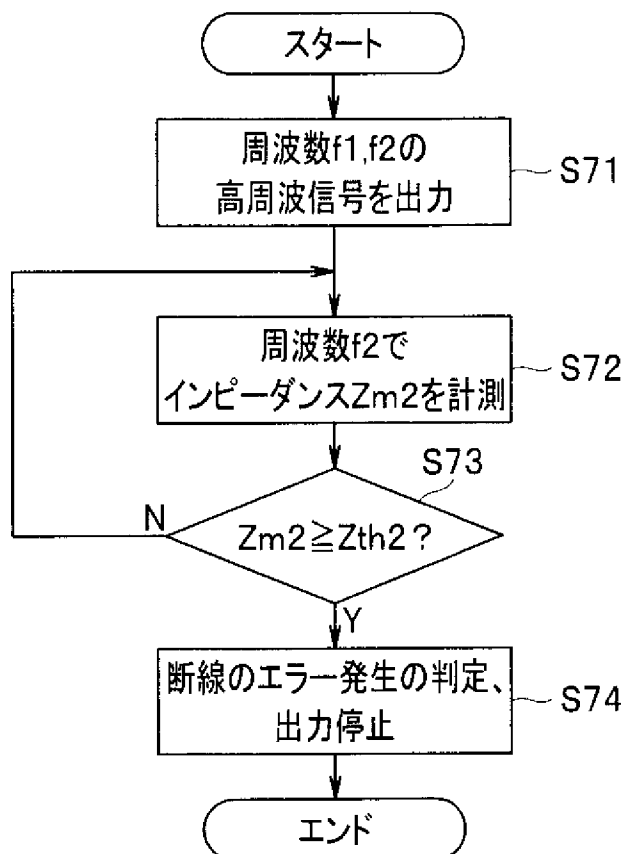 スタート
周波数f1,f2の
高周波信号を出力
S71
周波数f2で
インピーダンスZm2を計測
S72
S73
Zm2≧Zth2?
N
Y
断線のエラー発生の判定、
出力停止
S74
エンド